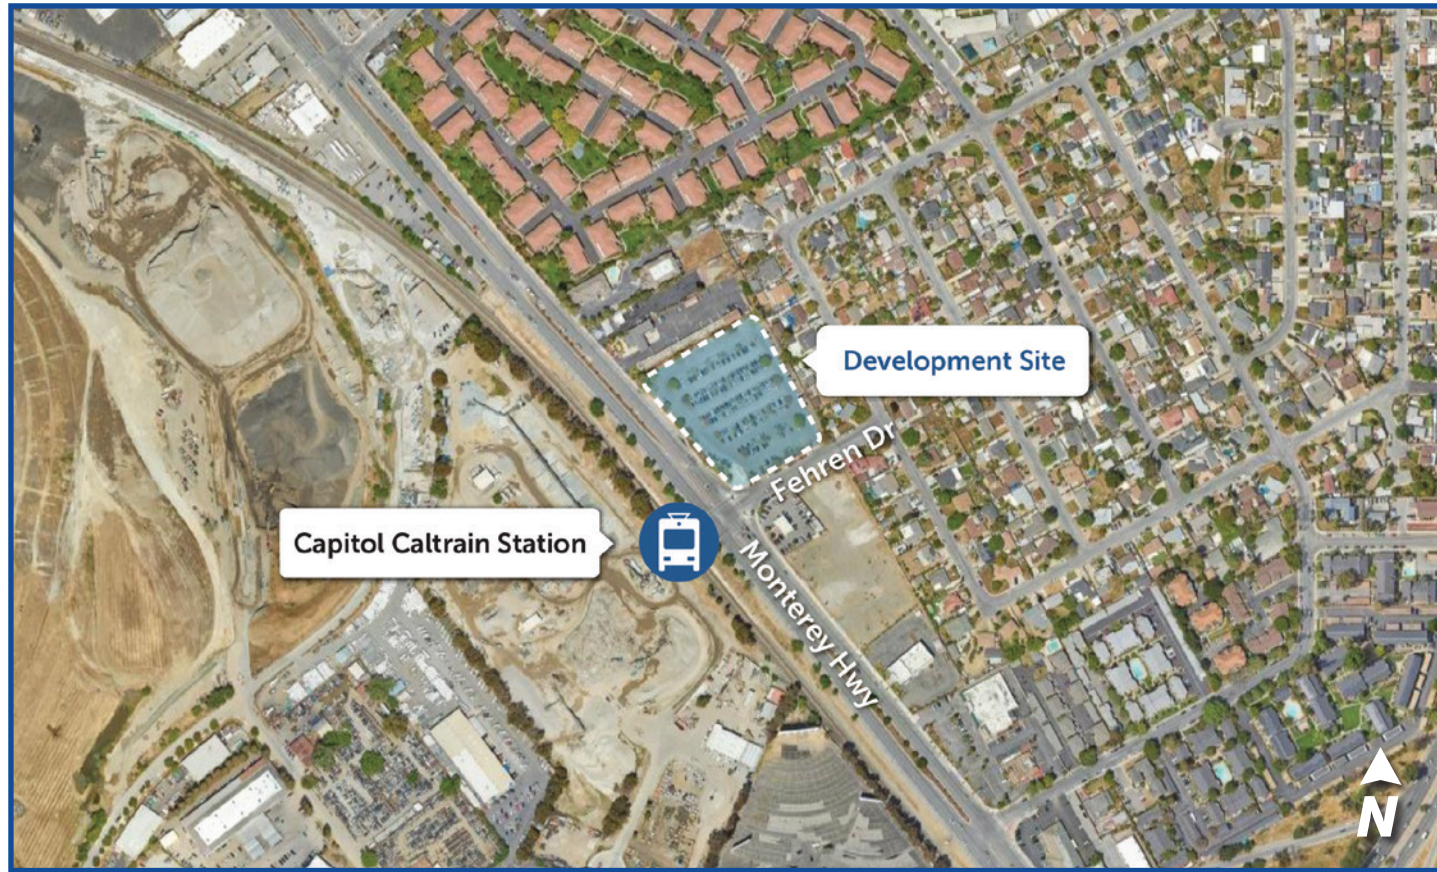 Development Site
Fehren Dr
Capitol Caltrain Station
Monterey Hwy
N